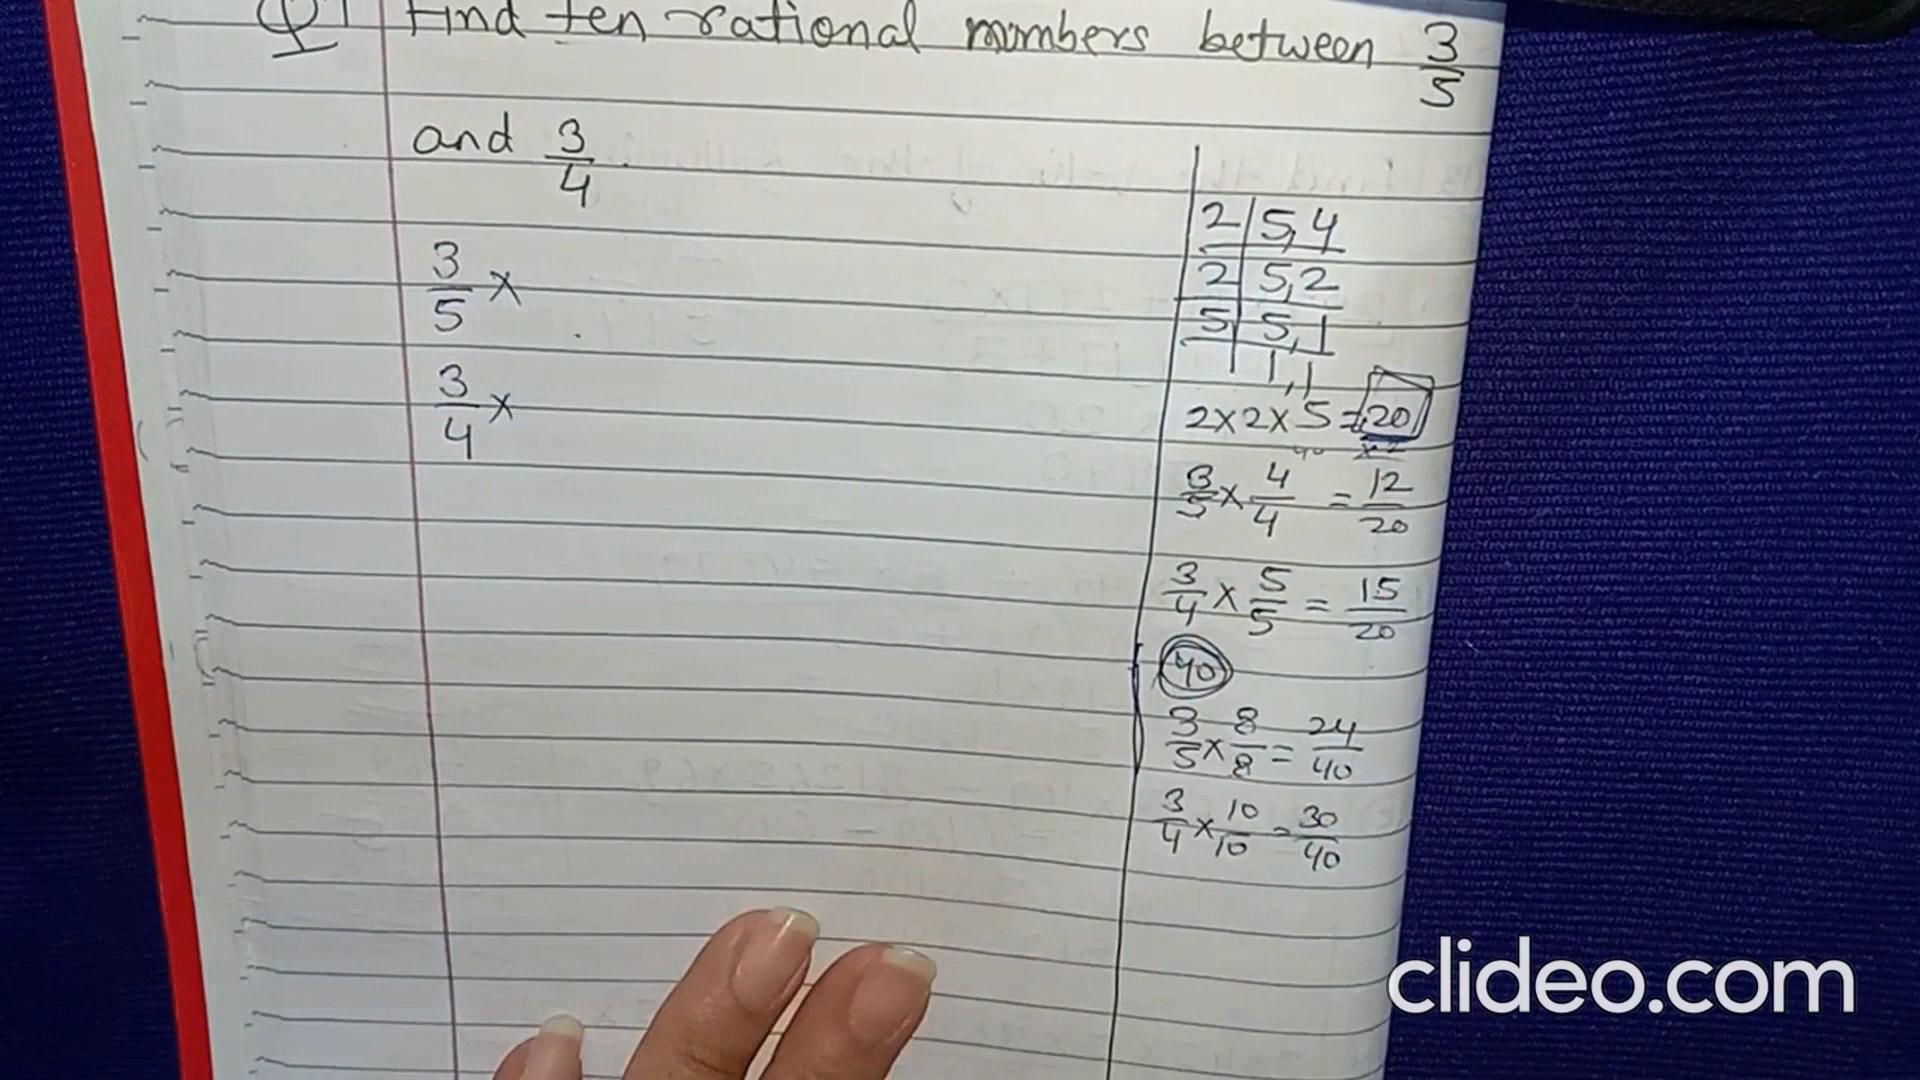 Q1 Find ten rational numbers between 3/5
and 3/4
3/5 ×
3/4 ×
2 | 5, 4
2 | 5, 2
5 | 5, 1
| 1, 1
2 × 2 × 5 = 20
40 × 2
3/5 × 4/4 = 12/20
3/4 × 5/5 = 15/20
40
3/5 × 8/8 = 24/40
3/4 × 10/10 = 30/40
clideo.com